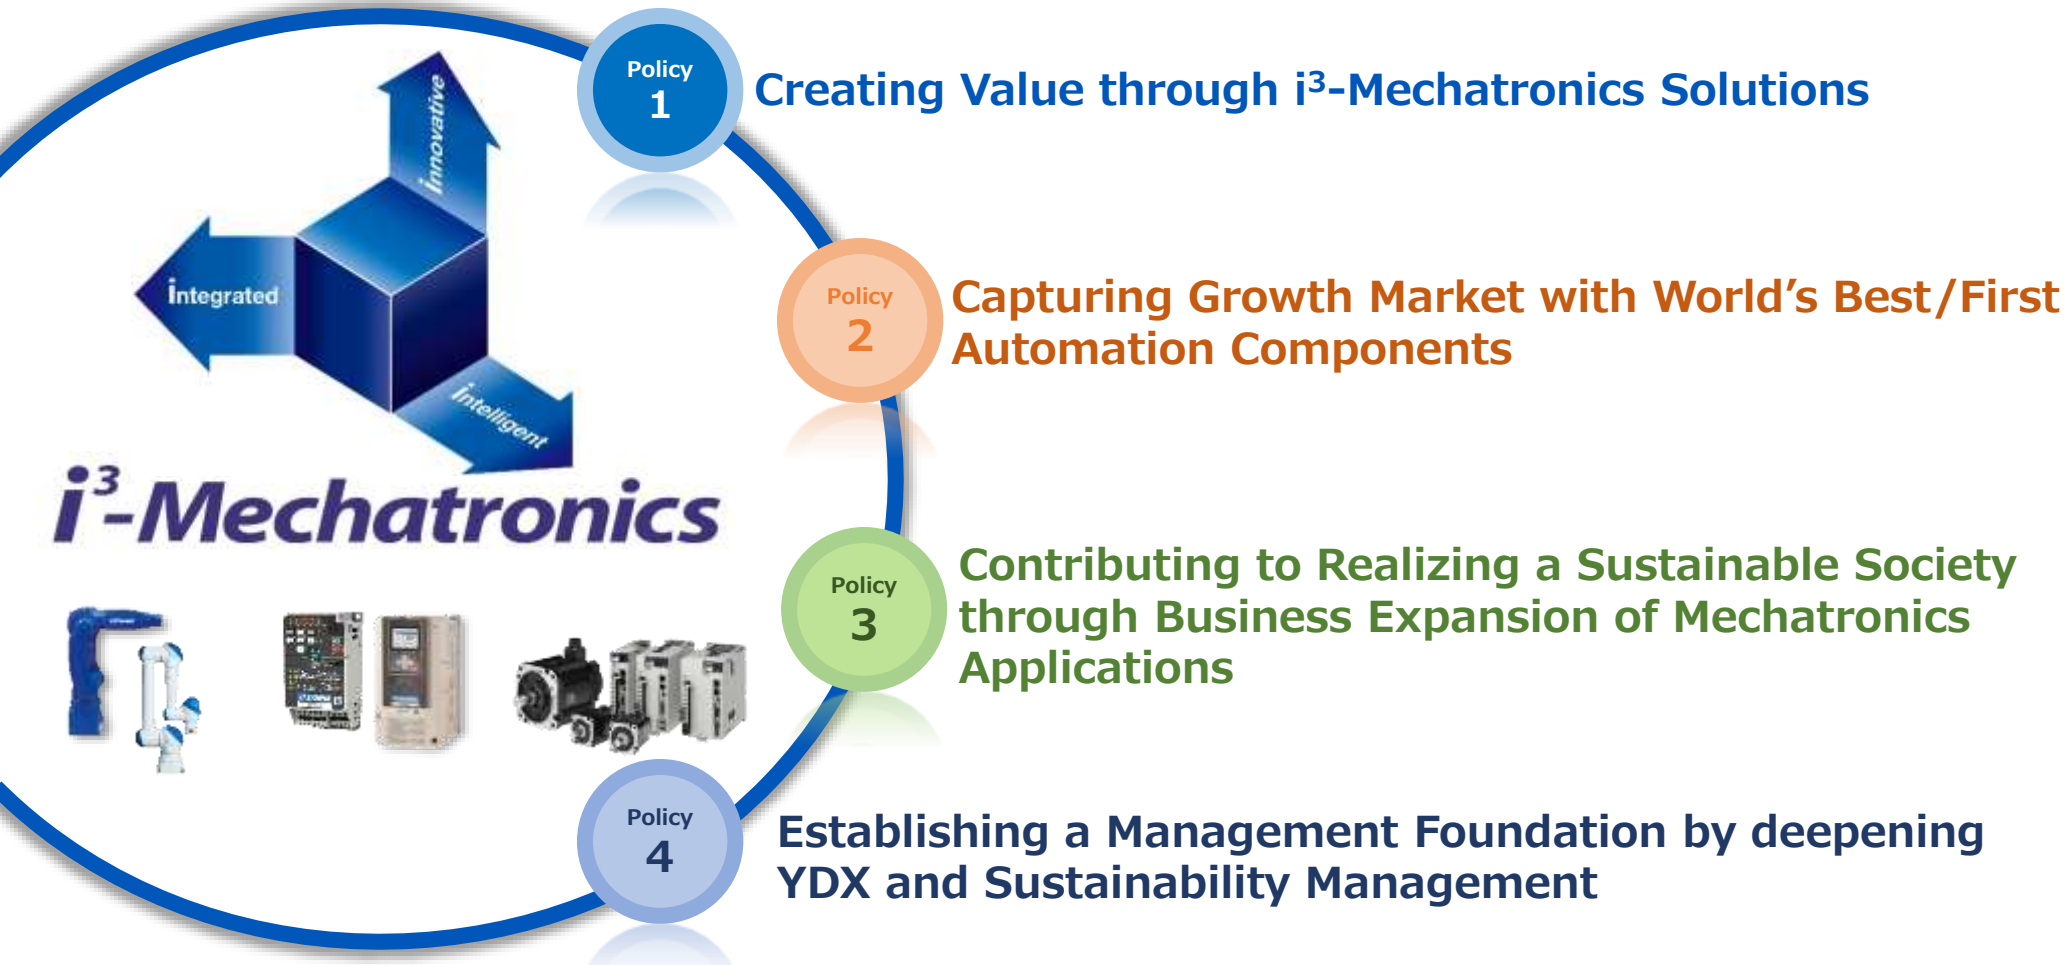 Policy
1
Creating Value through i³-Mechatronics Solutions
innovative
integrated
intelligent
i³-Mechatronics
Policy
2
Capturing Growth Market with World’s Best/First
Automation Components
Policy
3
Contributing to Realizing a Sustainable Society
through Business Expansion of Mechatronics
Applications
Policy
4
Establishing a Management Foundation by deepening
YDX and Sustainability Management